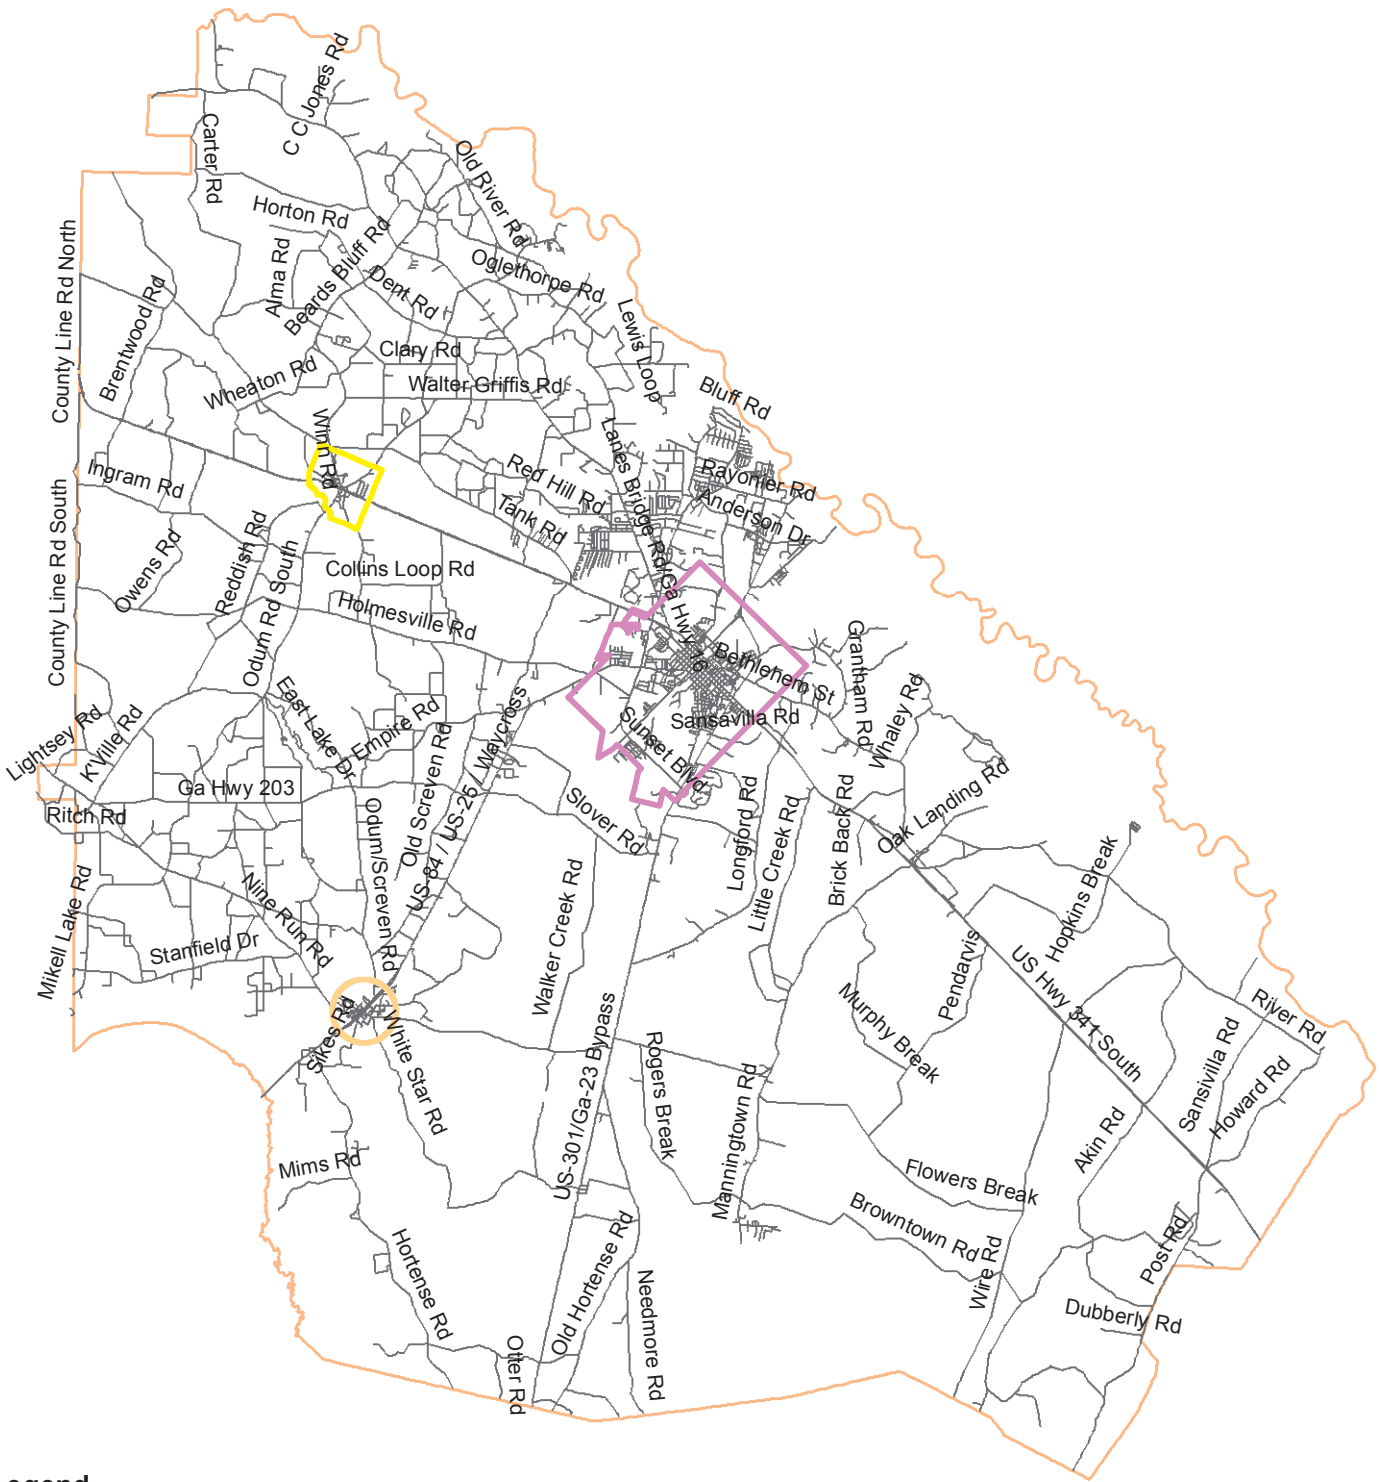 C C Jones Rd
Carter Rd
Old River Rd
Horton Rd
Beards Bluff Rd
Alma Rd
Oglethorpe Rd
Dent Rd
County Line Rd North
Brentwood Rd
Lewis Loop
Clary Rd
Wheaton Rd
Walter Griffis Rd
Bluff Rd
Winn Rd
Lanes Bridge Rd/Ga Hwy 16
Ingram Rd
Red Hill Rd
Rayonier Rd
Anderson Dr
Tank Rd
County Line Rd South
Owens Rd
Reddish Rd
Odum Rd South
Collins Loop Rd
Holmesville Rd
Bethlehem St
Grantham Rd
Whaley Rd
Sansavilla Rd
Sunset Blvd
East Lake Dr
Empire Rd
Lightsey Rd
K'Ville Rd
Old Screven Rd
US-84 / US-25 / Waycross
Ga Hwy 203
Ritch Rd
Odum/Screven Rd
Slover Rd
Longford Rd
Little Creek Rd
Brick Back Rd
Oak Landing Rd
Hopkins Break
Mikell Lake Rd
Nine Run Rd
Stanfield Dr
Walker Creek Rd
Pendarvis
US Hwy 341 South
Murphy Break
River Rd
Sikes Rd
White Star Rd
US-301/Ga-23 Bypass
Rogers Break
Manningtown Rd
Sansivilla Rd
Howard Rd
Akin Rd
Mims Rd
Flowers Break
Browntown Rd
Hortense Rd
Old Hortense Rd
Needmore Rd
Wire Rd
Post Rd
Dubberly Rd
Otter Rd